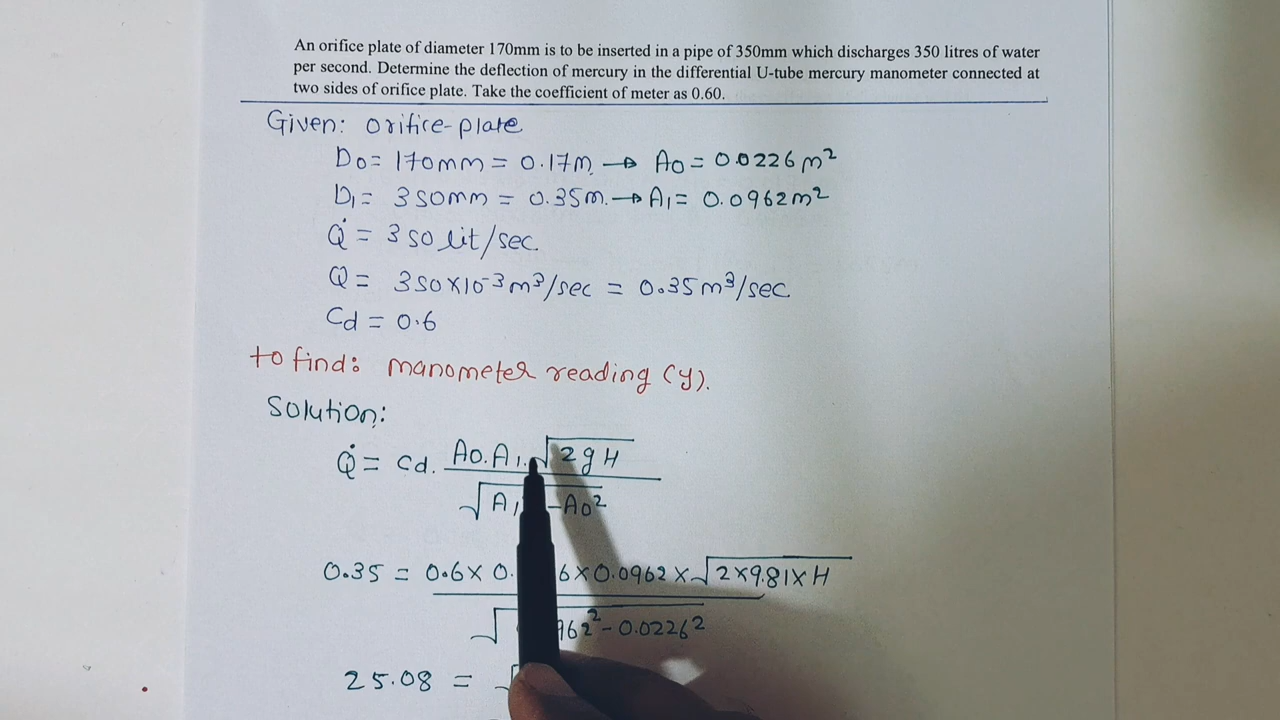 An orifice plate of diameter 170mm is to be inserted in a pipe of 350mm which discharges 350 litres of water
per second. Determine the deflection of mercury in the differential U-tube mercury manometer connected at
two sides of orifice plate. Take the coefficient of meter as 0.60.
Given: orifice-plate
D₀ = 170mm = 0.17m → A₀ = 0.0226 m²
D₁ = 350mm = 0.35m. → A₁ = 0.0962m²
Q̇ = 350 lit/sec
Q = 350×10⁻³ m³/sec = 0.35 m³/sec
Cd = 0.6
to find: manometer reading (y).
Solution:
Q̇ = Cd. A₀.A₁.√2gH
√A₁ -A₀²
0.35 = 0.6 × 0. 6×0.0962 × √2×9.81×H
√ 962² - 0.0226²
25.08 = √